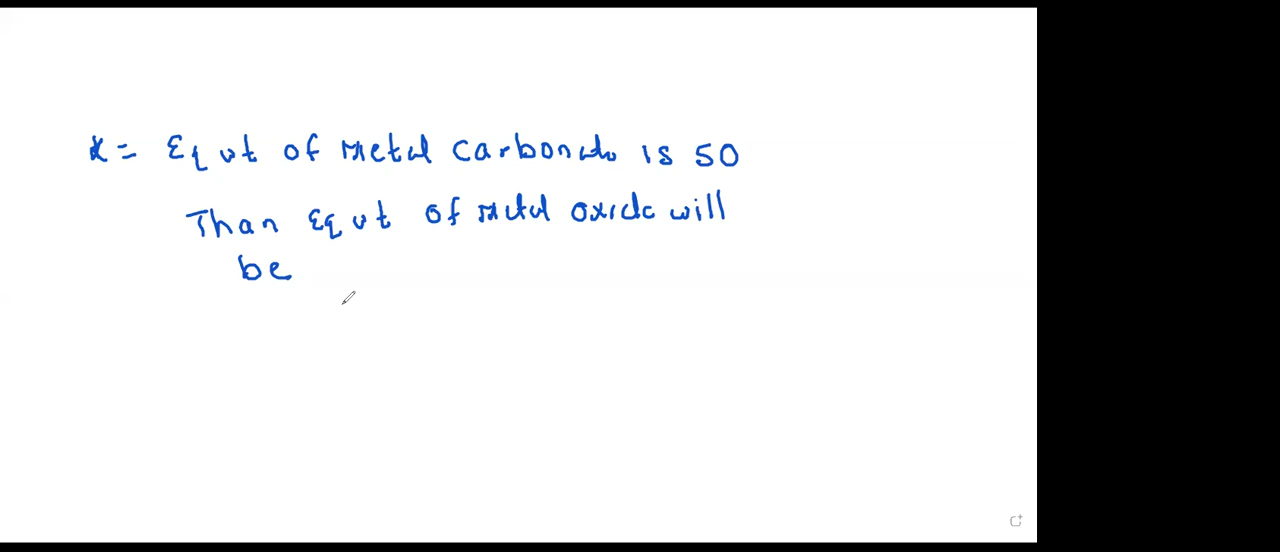 x = Eq wt of Metal carbonate is 50
Than Eq wt of metal oxide will
be